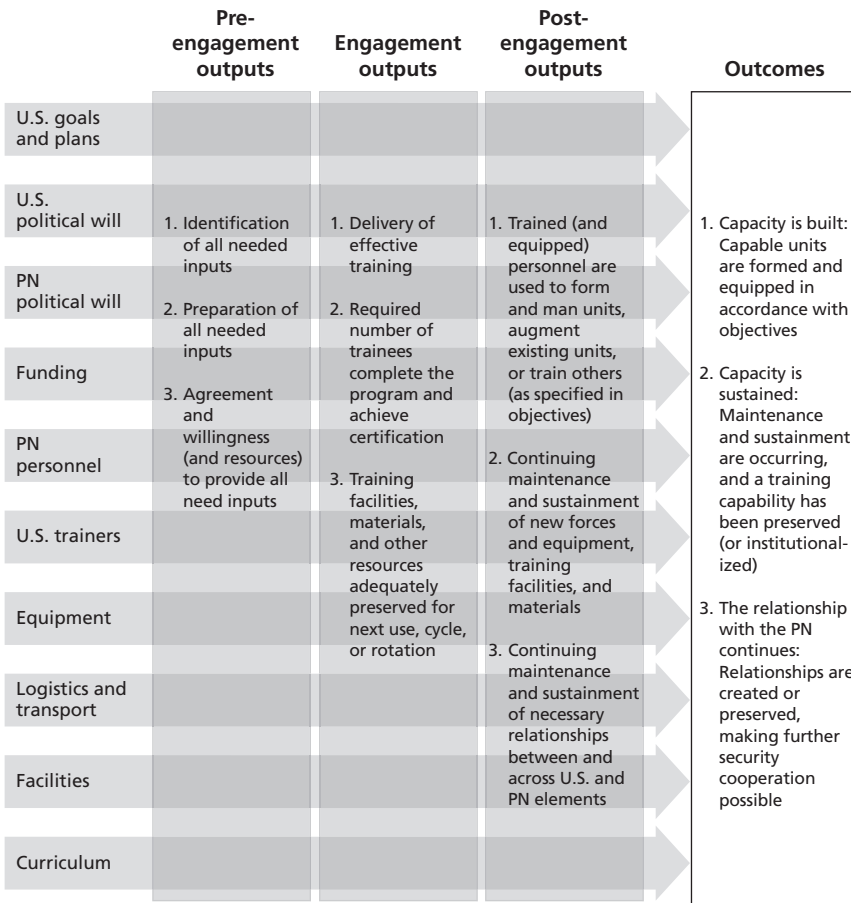 Pre-
engagement
outputs
Engagement
outputs
Post-
engagement
outputs
Outcomes
U.S. goals
and plans
U.S.
political will
PN
political will
Funding
PN
personnel
U.S. trainers
Equipment
Logistics and
transport
Facilities
Curriculum
1. Identification
of all needed
inputs
2. Preparation of
all needed
inputs
3. Agreement
and
willingness
(and resources)
to provide all
need inputs
1. Delivery of
effective
training
2. Required
number of
trainees
complete the
program and
achieve
certification
3. Training
facilities,
materials,
and other
resources
adequately
preserved for
next use, cycle,
or rotation
1. Trained (and
equipped)
personnel are
used to form
and man units,
augment
existing units,
or train others
(as specified in
objectives)
2. Continuing
maintenance
and sustainment
of new forces
and equipment,
training
facilities, and
materials
3. Continuing
maintenance
and sustainment
of necessary
relationships
between and
across U.S. and
PN elements
1. Capacity is built:
Capable units
are formed and
equipped in
accordance with
objectives
2. Capacity is
sustained:
Maintenance
and sustainment
are occurring,
and a training
capability has
been preserved
(or institutional-
ized)
3. The relationship
with the PN
continues:
Relationships are
created or
preserved,
making further
security
cooperation
possible